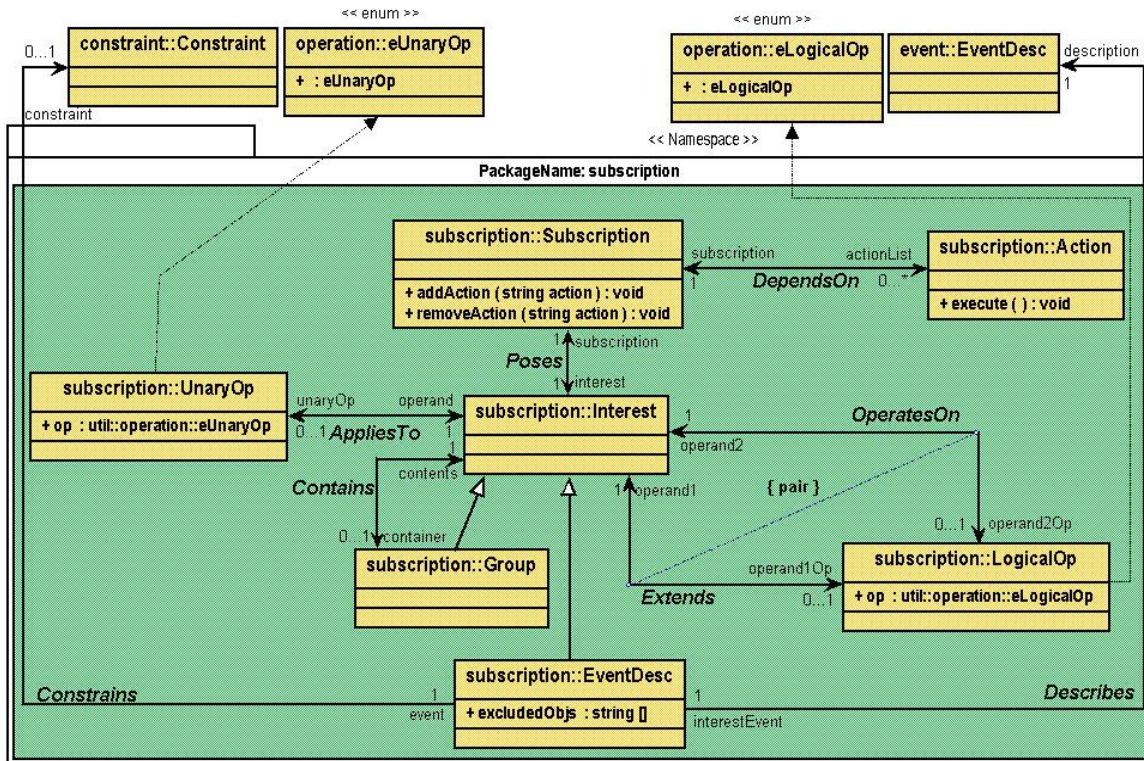 << enum >>
<< enum >>
constraint::Constraint
operation::eUnaryOp
+ : eUnaryOp
operation::eLogicalOp
+ : eLogicalOp
event::EventDesc
description
0...1
1
constraint
<< Namespace >>
PackageName: subscription
subscription::Subscription
+ addAction ( string action ) : void
+ removeAction ( string action ) : void
subscription
actionList
1
DependsOn
0...*
subscription::Action
+ execute ( ) : void
1
subscription
Poses
1
interest
subscription::UnaryOp
+ op : util::operation::eUnaryOp
unaryOp
operand
0...1
AppliesTo
1
subscription::Interest
1
OperatesOn
operand2
1
contents
Contains
1
operand1
{ pair }
0...1
container
0...1
operand2Op
subscription::Group
subscription::LogicalOp
+ op : util::operation::eLogicalOp
operand1Op
Extends
0...1
subscription::EventDesc
+ excludedObjs : string []
Constrains
1
event
1
interestEvent
Describes